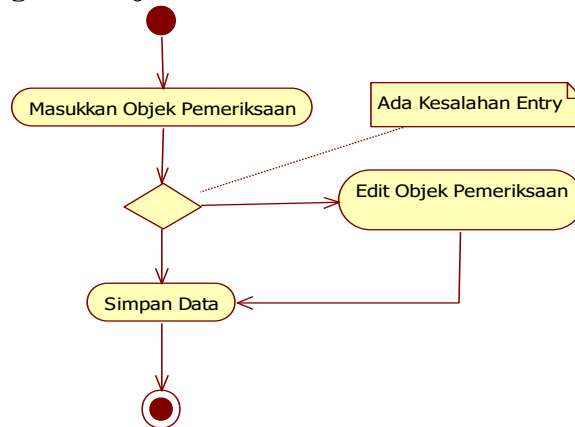 Masukkan Objek Pemeriksaan
Ada Kesalahan Entry
Edit Objek Pemeriksaan
Simpan Data